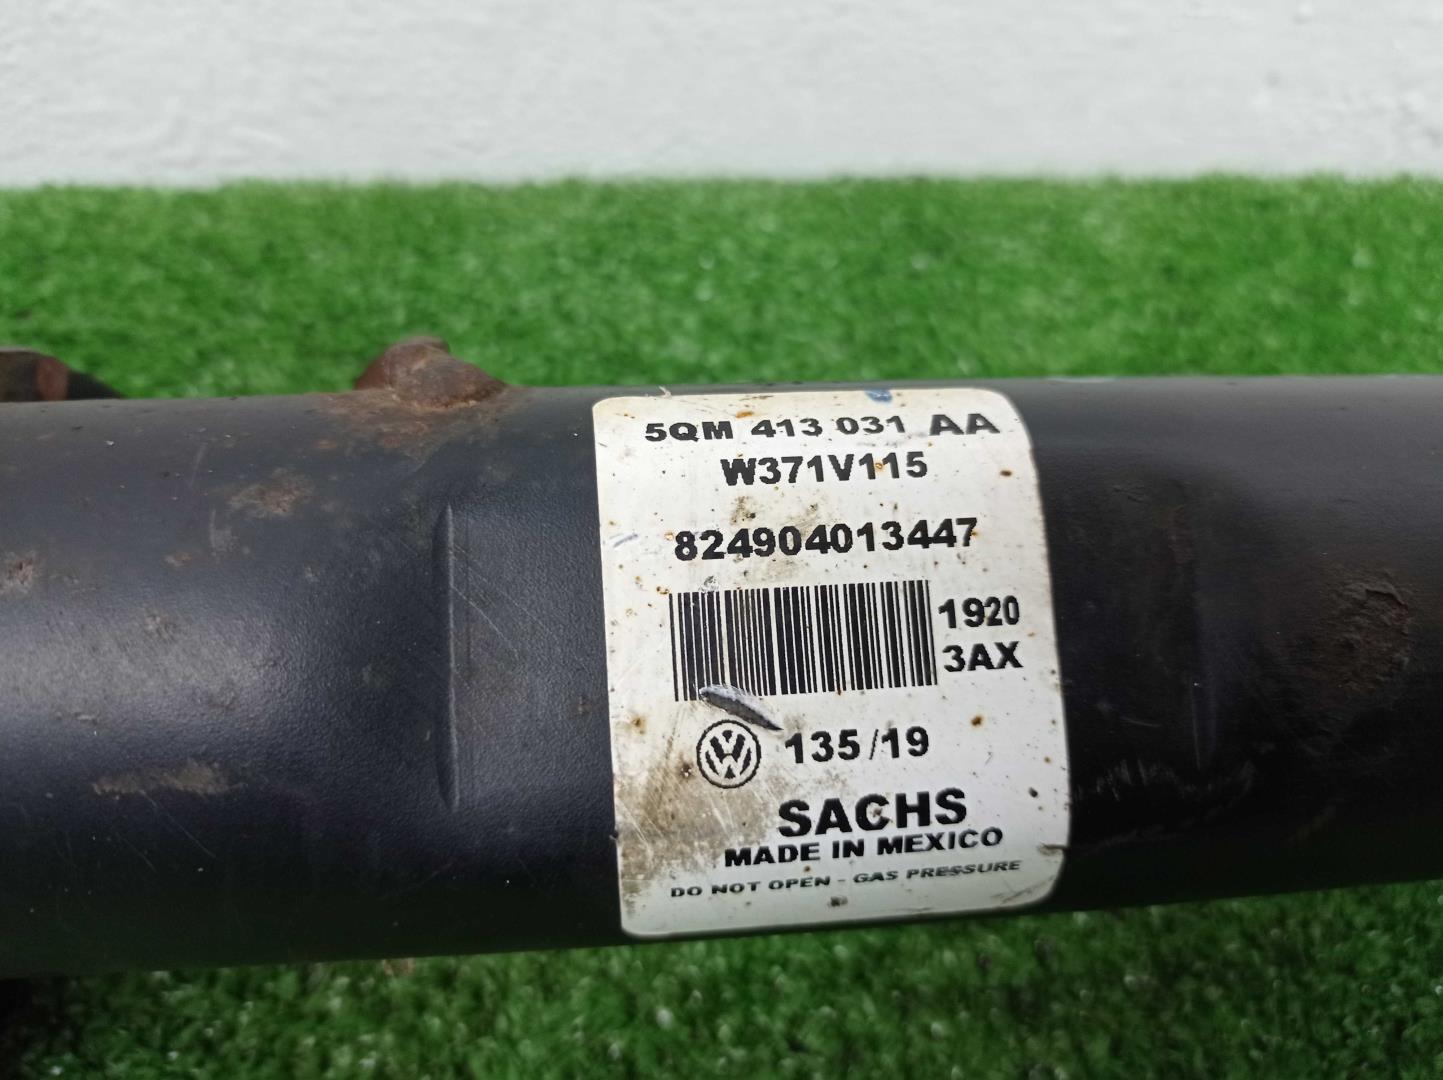 5QM 413 031 AA
W371V115
824904013447
1920
3AX
135/19
SACHS
MADE IN MEXICO
DO NOT OPEN - GAS PRESSURE